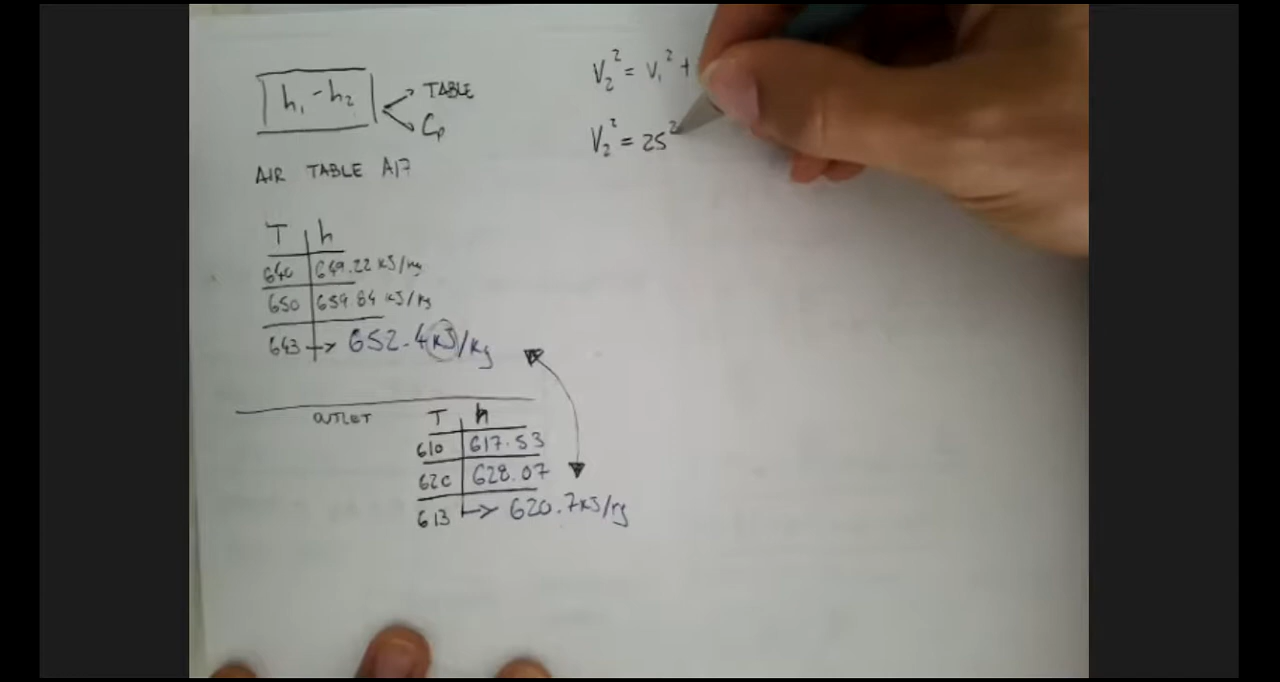 h₁ - h₂
TABLE
Cp
AIR TABLE A17
T h
640 649.22 kJ/kg
650 659.84 kJ/kg
643 → 652.4 kJ/kg
OUTLET
T h
610 617.53
620 628.07
613 → 620.7 kJ/kg
V₂² = V₁² +
V₂² = 25²